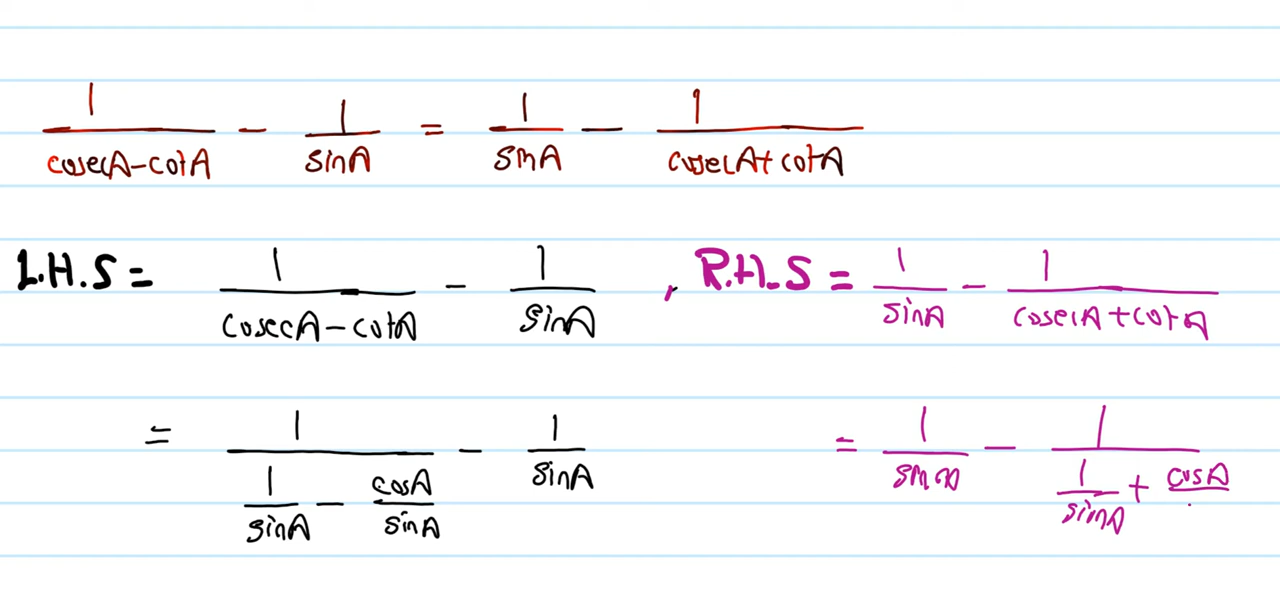 1/(cosecA-cotA) - 1/sinA = 1/sinA - 1/(cosecA+cotA)
L.H.S = 1/(cosecA-cotA) - 1/sinA , R.H.S = 1/sinA - 1/(cosecA+cotA)
= 1/(1/sinA - cosA/sinA) - 1/sinA = 1/sinA - 1/(1/sinA + cosA/